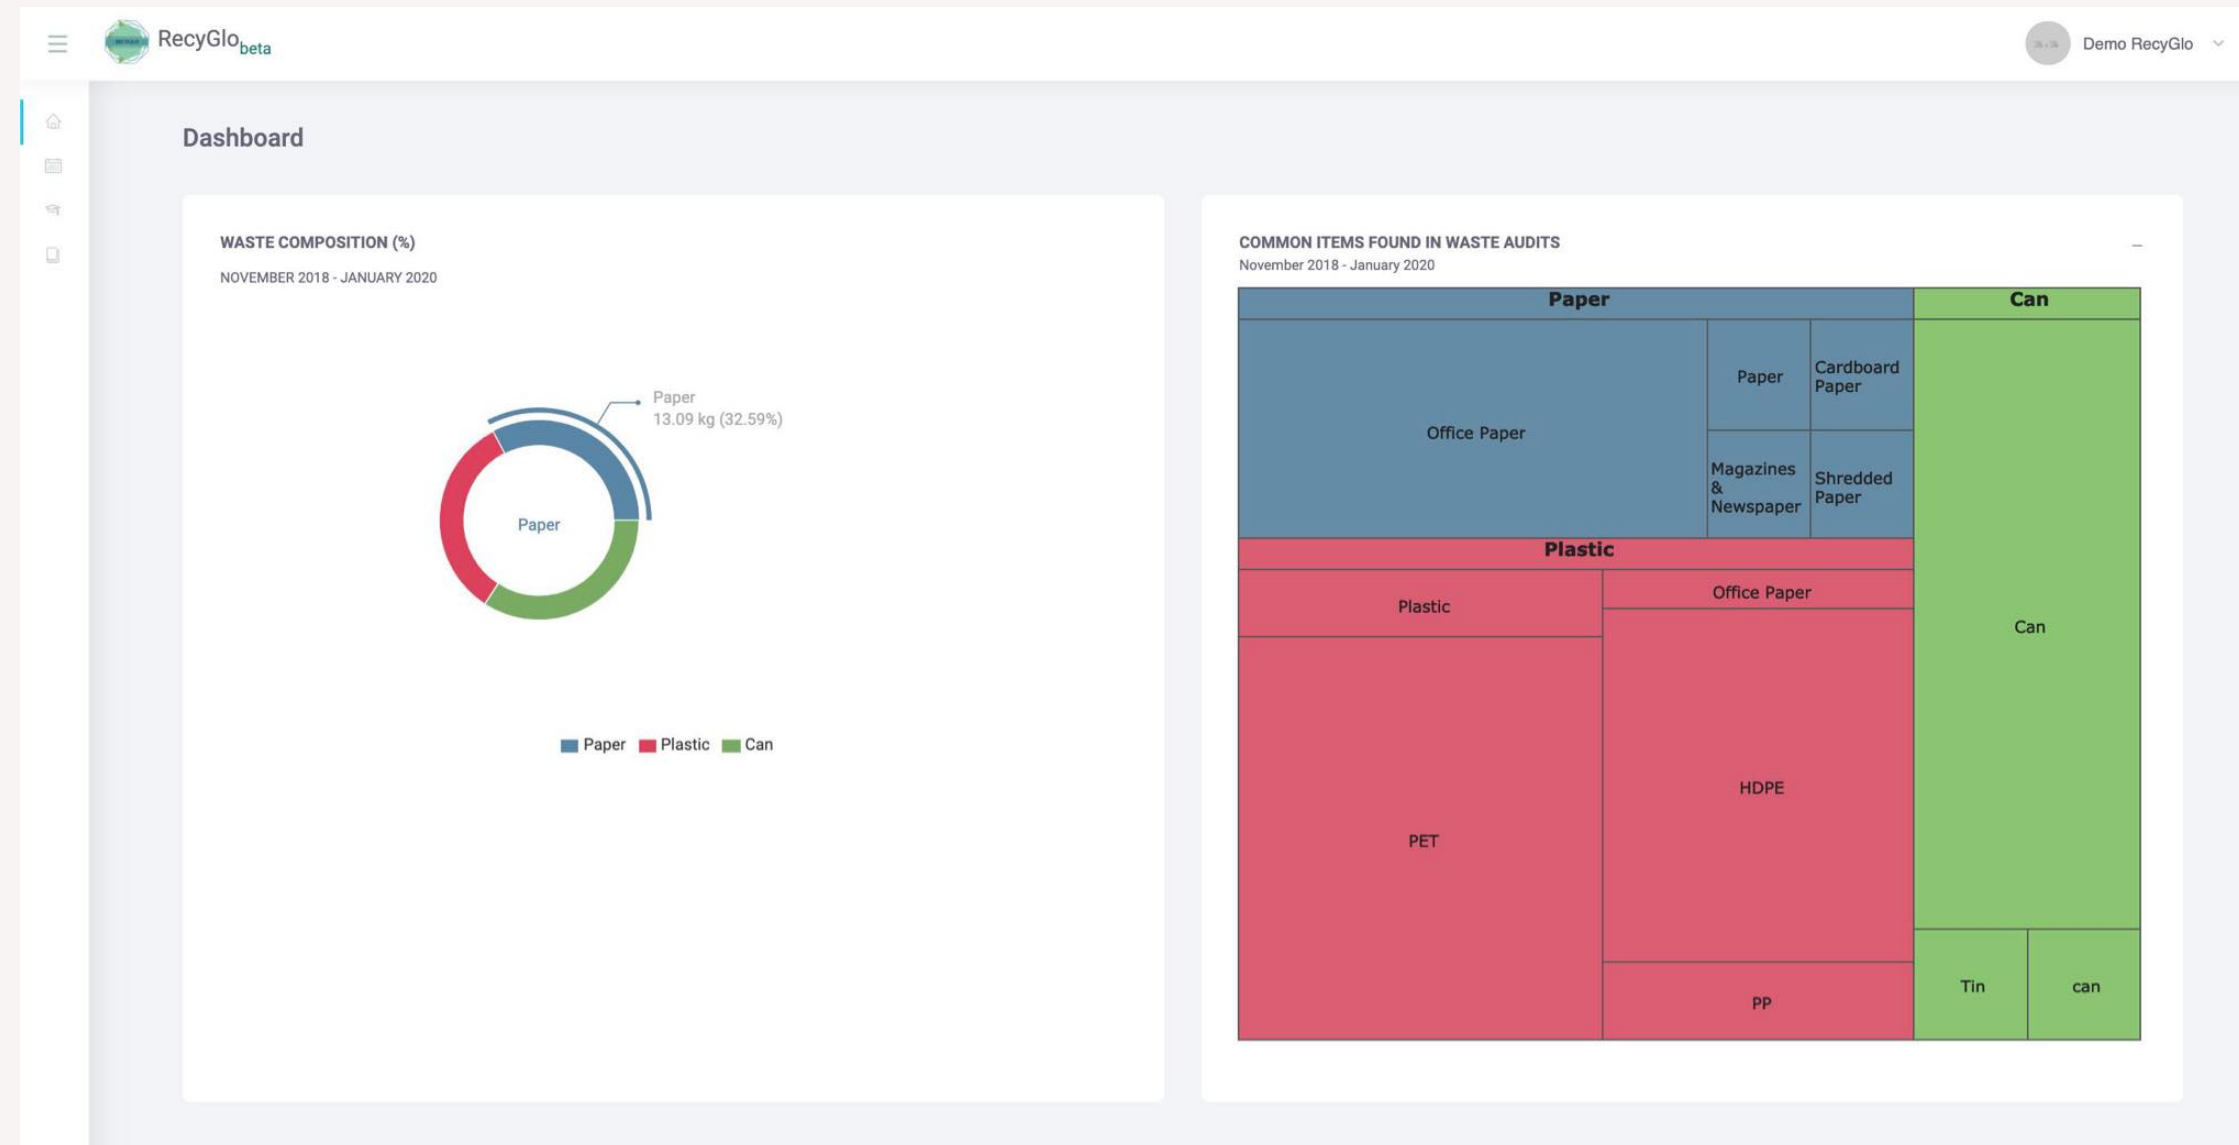 RecyGlo beta
Demo RecyGlo
Dashboard
WASTE COMPOSITION (%)
NOVEMBER 2018 - JANUARY 2020
Paper
13.09 kg (32.59%)
Paper
Paper Plastic Can
COMMON ITEMS FOUND IN WASTE AUDITS
November 2018 - January 2020
Paper
Office Paper
Paper
Cardboard
Paper
Magazines
&
Newspaper
Shredded
Paper
Plastic
Plastic
Office Paper
PET
HDPE
PP
Can
Can
Tin
can